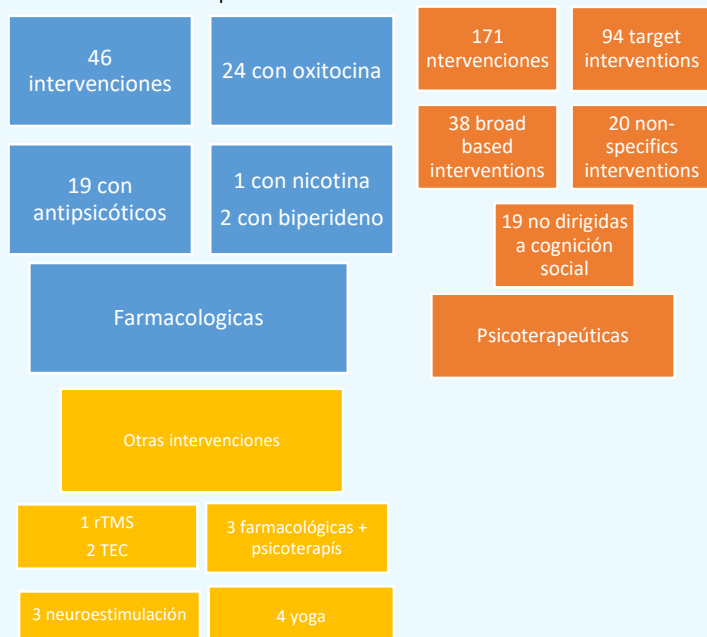 46
intervenciones
24 con oxitocina
19 con
antipsicóticos
1 con nicotina
2 con biperideno
Farmacologicas
171
ntervenciones
94 target
interventions
38 broad
based
interventions
20 non-
specifics
interventions
19 no dirigidas
a cognición
social
Psicoterapeúticas
Otras intervenciones
1 rTMS
2 TEC
3 farmacológicas +
psicoterapís
3 neuroestimulación
4 yoga